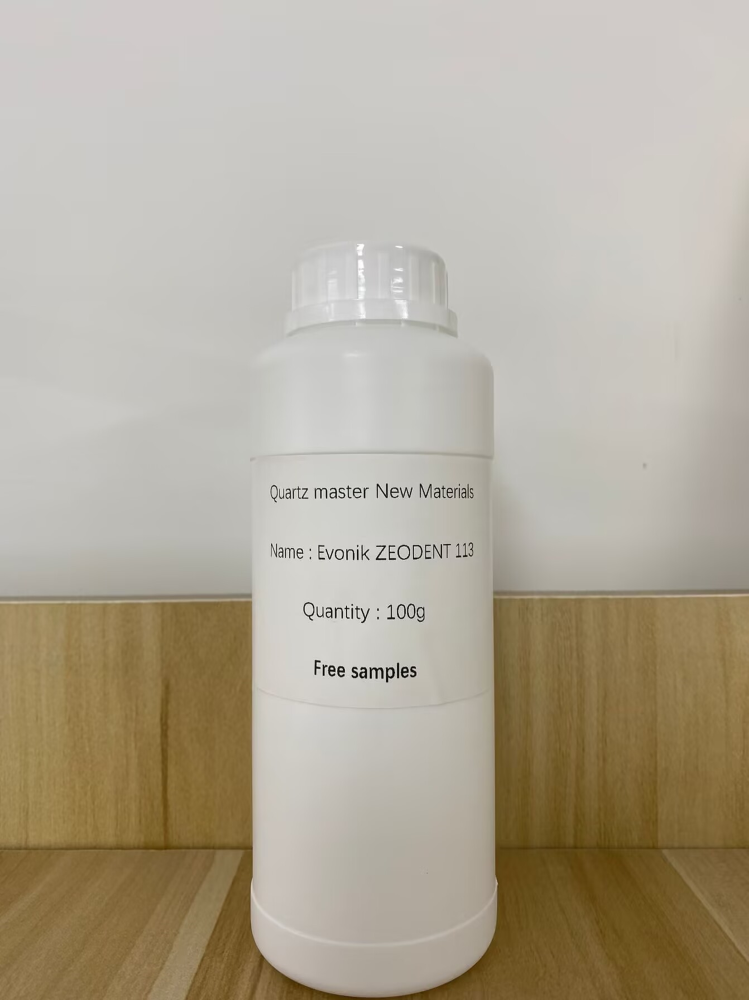 Quartz master New Materials
Name : Evonik ZEODENT 113
Quantity : 100g
Free samples